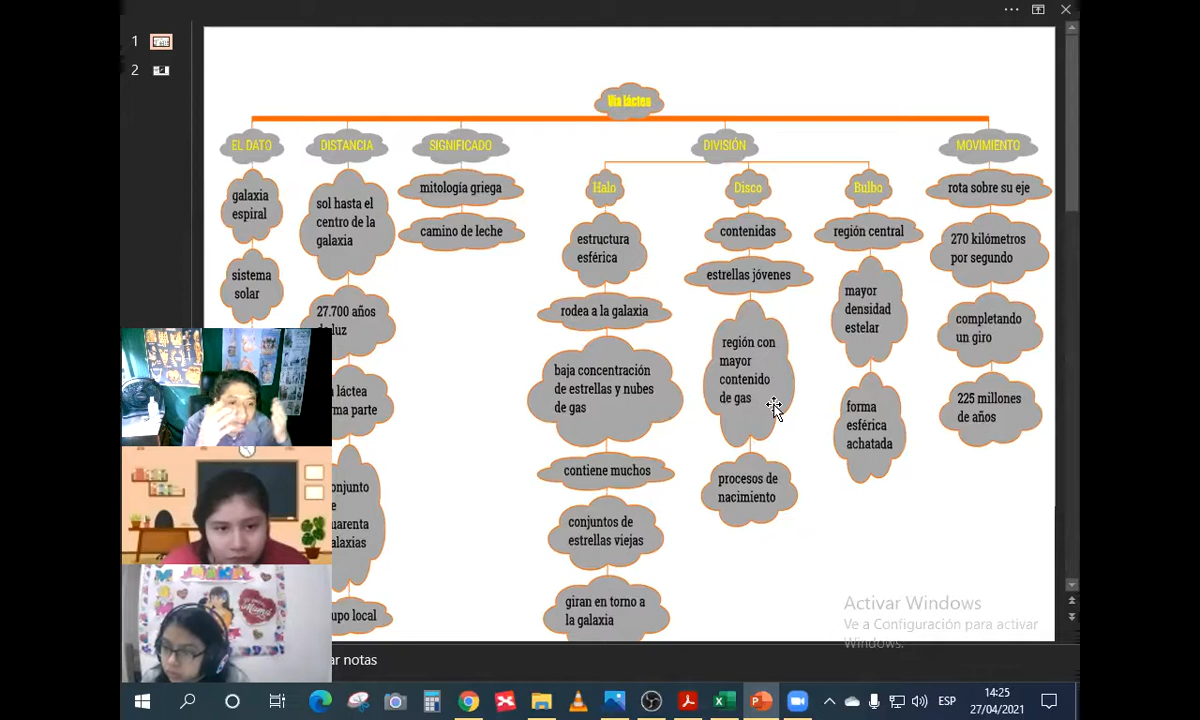 1
2
Vía láctea
EL DATO
DISTANCIA
SIGNIFICADO
DIVISIÓN
MOVIMIENTO
galaxia
espiral
sistema
solar
sol hasta el
centro de la
galaxia
27.700 años
luz
láctea
parte
galaxias
local
mitología griega
camino de leche
Halo
estructura
esférica
rodea a la galaxia
baja concentración
de estrellas y nubes
de gas
contiene muchos
conjuntos de
estrellas viejas
giran en torno a
la galaxia
Disco
contenidas
estrellas jóvenes
región con
mayor
contenido
de gas
procesos de
nacimiento
Bulbo
región central
mayor
densidad
estelar
forma
esférica
achatada
rota sobre su eje
270 kilómetros
por segundo
completando
un giro
225 millones
de años
Activar Windows
Ve a Configuración para activar
Windows.
notas
ESP
14:25
27/04/2021